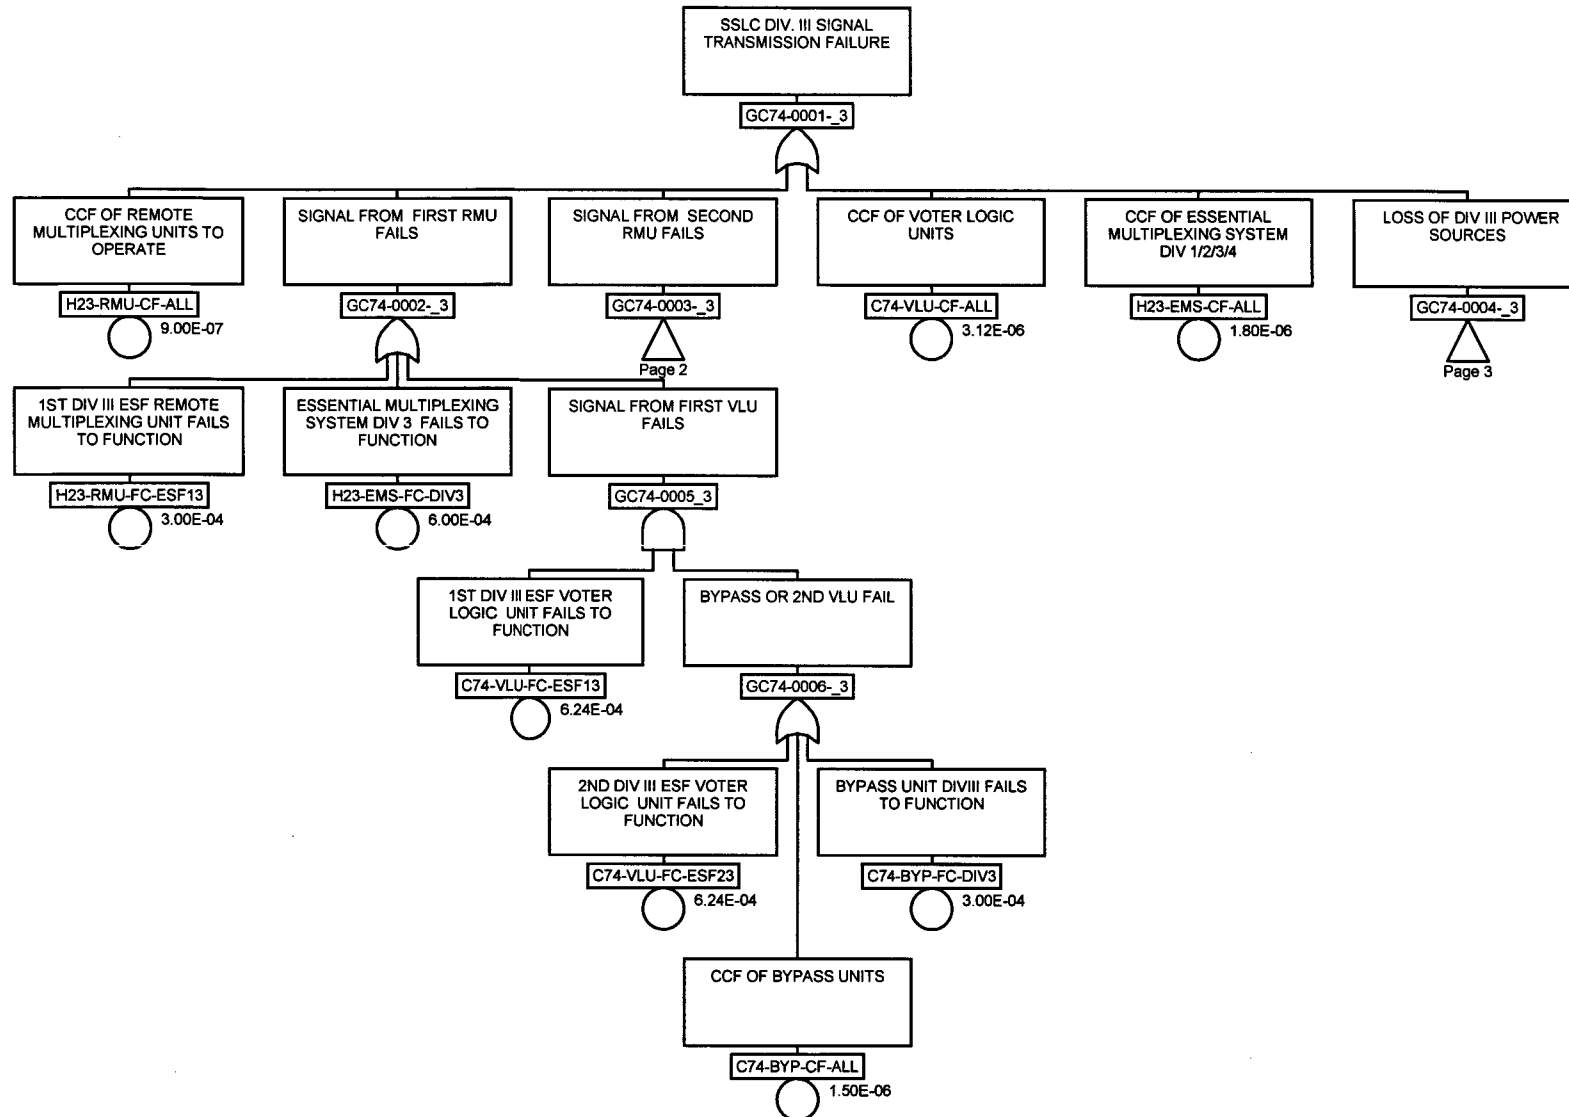 SSLC DIV. III SIGNAL
TRANSMISSION FAILURE
GC74-0001-_3
CCF OF REMOTE
MULTIPLEXING UNITS TO
OPERATE
H23-RMU-CF-ALL
9.00E-07
SIGNAL FROM FIRST RMU
FAILS
GC74-0002-_3
SIGNAL FROM SECOND
RMU FAILS
GC74-0003-_3
Page 2
CCF OF VOTER LOGIC
UNITS
C74-VLU-CF-ALL
3.12E-06
CCF OF ESSENTIAL
MULTIPLEXING SYSTEM
DIV 1/2/3/4
H23-EMS-CF-ALL
1.80E-06
LOSS OF DIV III POWER
SOURCES
GC74-0004-_3
Page 3
1ST DIV III ESF REMOTE
MULTIPLEXING UNIT FAILS
TO FUNCTION
H23-RMU-FC-ESF13
3.00E-04
ESSENTIAL MULTIPLEXING
SYSTEM DIV 3 FAILS TO
FUNCTION
H23-EMS-FC-DIV3
6.00E-04
SIGNAL FROM FIRST VLU
FAILS
GC74-0005_3
1ST DIV III ESF VOTER
LOGIC UNIT FAILS TO
FUNCTION
C74-VLU-FC-ESF13
6.24E-04
BYPASS OR 2ND VLU FAIL
GC74-0006-_3
2ND DIV III ESF VOTER
LOGIC UNIT FAILS TO
FUNCTION
C74-VLU-FC-ESF23
6.24E-04
BYPASS UNIT DIVIII FAILS
TO FUNCTION
C74-BYP-FC-DIV3
3.00E-04
CCF OF BYPASS UNITS
C74-BYP-CF-ALL
1.50E-06